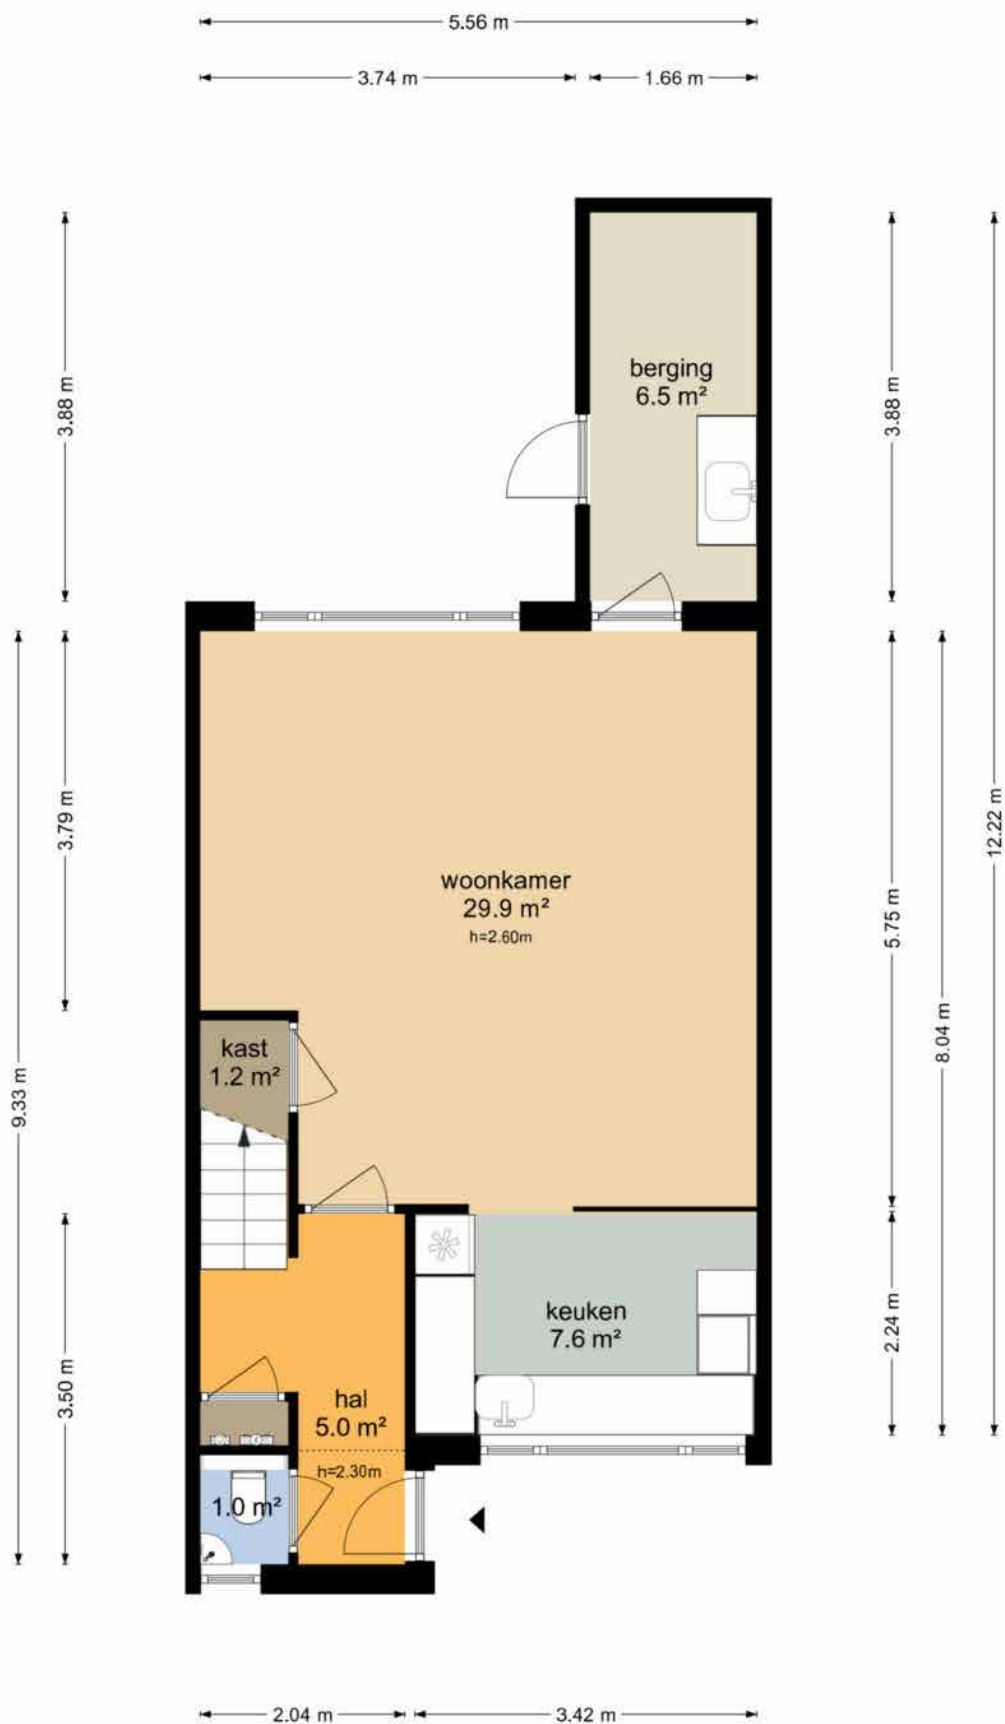 5.56 m
3.74 m
1.66 m
3.88 m
berging
6.5 m²
3.88 m
12.22 m
3.79 m
woonkamer
29.9 m²
h=2.60m
5.75 m
8.04 m
9.33 m
kast
1.2 m²
keuken
7.6 m²
2.24 m
3.50 m
hal
5.0 m²
h=2.30m
1.0 m²
2.04 m
3.42 m